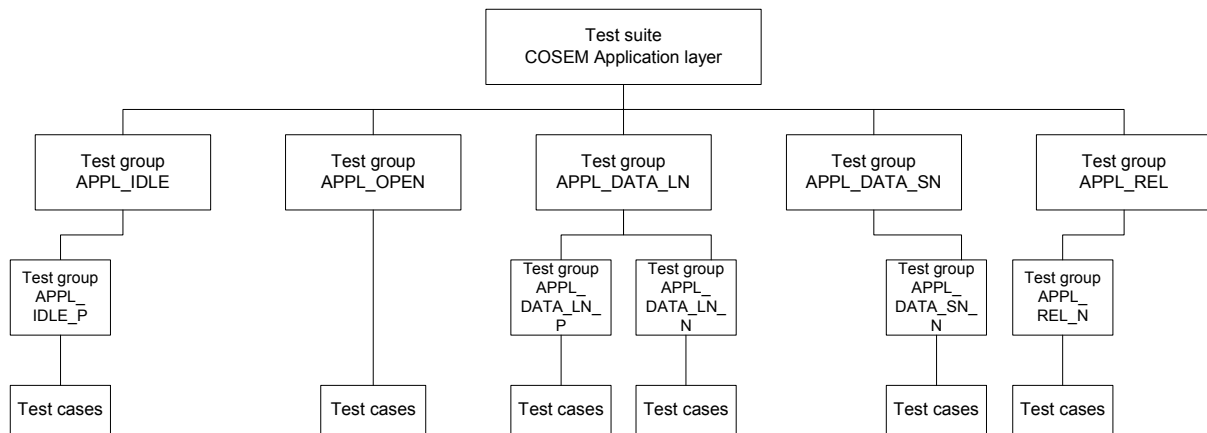 Test suite
COSEM Application layer
Test group
APPL_IDLE
Test group
APPL_OPEN
Test group
APPL_DATA_LN
Test group
APPL_DATA_SN
Test group
APPL_REL
Test group
APPL_
IDLE_P
Test group
APPL_
DATA_LN_
P
Test group
APPL_
DATA_LN_
N
Test group
APPL_
DATA_SN_
N
Test group
APPL_
REL_N
Test cases
Test cases
Test cases
Test cases
Test cases
Test cases